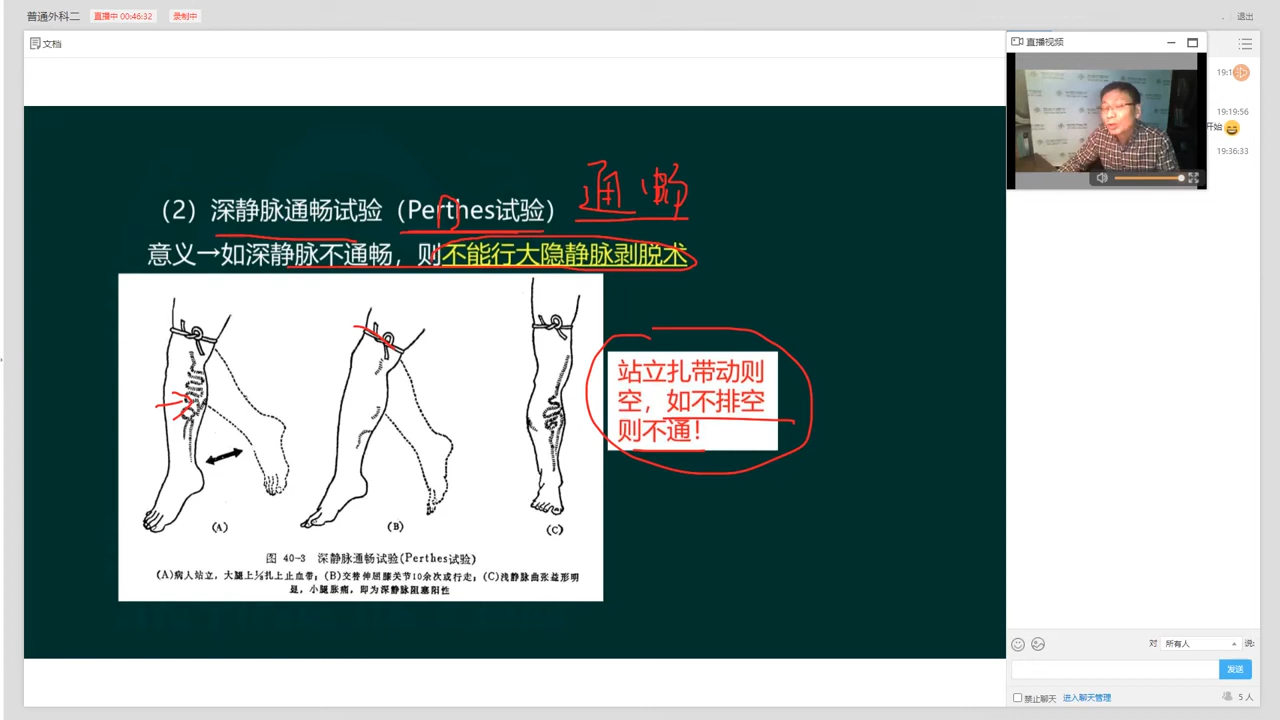 普通外科二
直播中 00:46:32
录制中
退出
文档
直播视频
19:1
19:19:56
开始
19:36:33
通畅
（2）深静脉通畅试验（Perthes试验）
意义→如深静脉不通畅，则不能行大隐静脉剥脱术
站立扎带动则
空，如不排空
则不通！
(A)
(B)
(C)
图 40-3 深静脉通畅试验(Perthes试验)
(A)病人站立，大腿上⅓扎上止血带；(B)交替伸屈膝关节10余次或行走；(C)浅静脉曲张益形明
显，小腿胀痛，即为深静脉阻塞阳性
对 所有人 说:
发送
禁止聊天 进入聊天管理 5 人